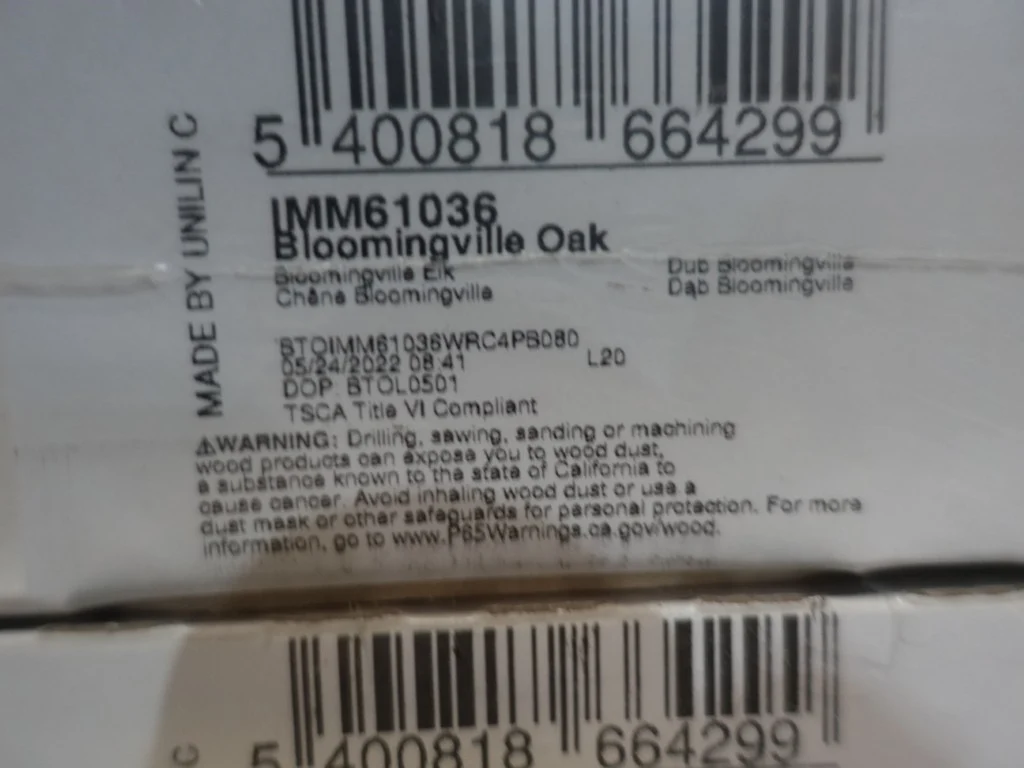 5 400818 664299
MADE BY UNILIN C
IMM61036
Bloomingville Oak
Bloomingville Eik
Dub Bloomingville
Chêne Bloomingville
Dąb Bloomingville
BTOIMM61036WRC4PB080
05/24/2022 08:41
L20
DOP: BTOL0501
TSCA Title VI Compliant
⚠WARNING: Drilling, sawing, sanding or machining
wood products can expose you to wood dust,
a substance known to the state of California to
cause cancer. Avoid inhaling wood dust or use a
dust mask or other safeguards for personal protection. For more
information, go to www.P65Warnings.ca.gov/wood.
C
5 400818 664299